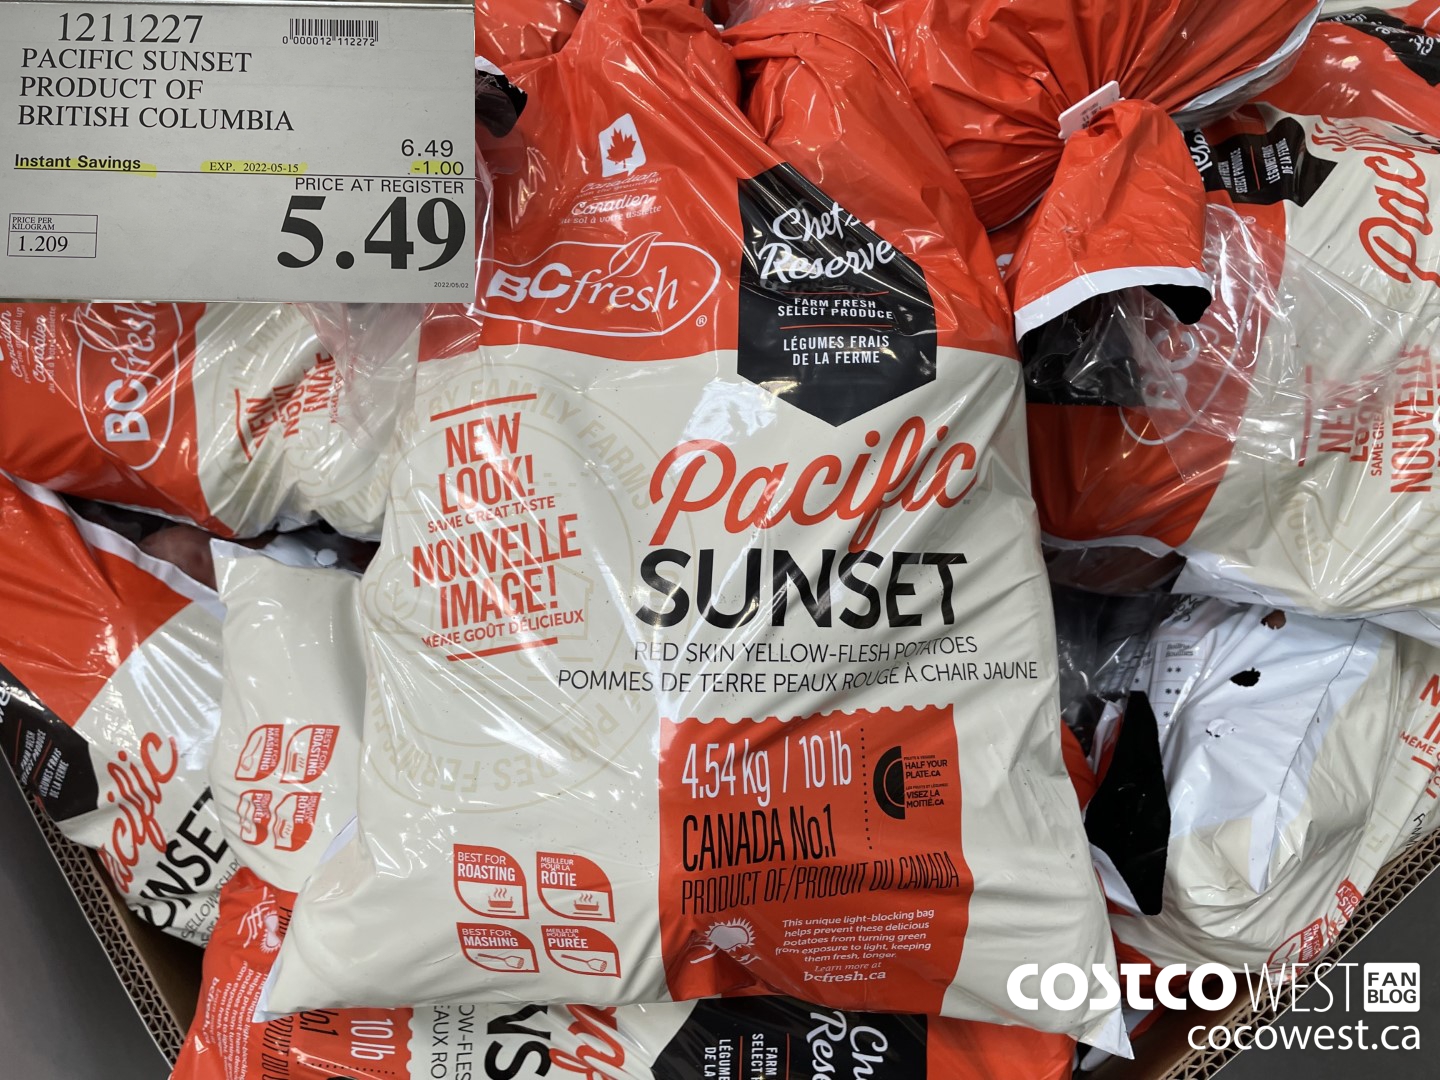 1211227
0"000012"112272"
PACIFIC SUNSET
PRODUCT OF
BRITISH COLUMBIA
6.49
Instant Savings EXP. 2022-05-15 -1.00
PRICE AT REGISTER
5.49
PRICE PER
KILOGRAM
1.209
2022/05/02
Canadian
Canadien
BCfresh®
Chef's
Reserve
FARM FRESH
SELECT PRODUCE
LÉGUMES FRAIS
DE LA FERME
NEW
LOOK!
SAME GREAT TASTE
NOUVELLE
IMAGE!
MÊME GOÛT DÉLICIEUX
Pacific
SUNSET
RED SKIN YELLOW-FLESH POTATOES
POMMES DE TERRE PEAUX ROUGE À CHAIR JAUNE
4.54 kg / 10 lb
HALF YOUR
PLATE.CA
VISEZ LA
MOITIÉ.CA
CANADA No.1
PRODUCT OF/PRODUIT DU CANADA
BEST FOR
ROASTING
MEILLEUR
POUR LA
RÔTIE
BEST FOR
MASHING
MEILLEUR
POUR LA
PURÉE
This unique light-blocking bag
helps prevent these delicious
potatoes from turning green
from exposure to light, keeping
them fresh, longer.
Learn more at
bcfresh.ca
COSTCO WEST FAN
BLOG
cocowest.ca